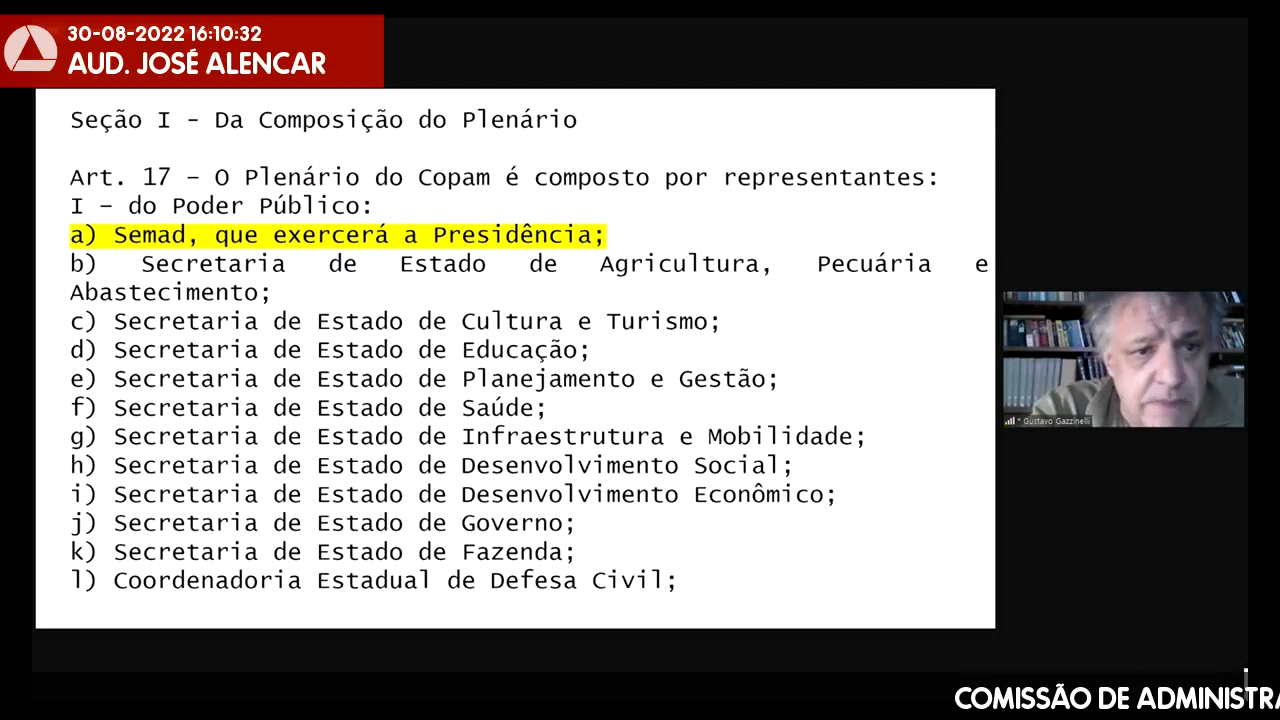 30-08-2022 16:10:32
AUD. JOSÉ ALENCAR
Seção I - Da Composição do Plenário
Art. 17 – O Plenário do Copam é composto por representantes:
I – do Poder Público:
a) Semad, que exercerá a Presidência;
b) Secretaria de Estado de Agricultura, Pecuária e
Abastecimento;
c) Secretaria de Estado de Cultura e Turismo;
d) Secretaria de Estado de Educação;
e) Secretaria de Estado de Planejamento e Gestão;
f) Secretaria de Estado de Saúde;
g) Secretaria de Estado de Infraestrutura e Mobilidade;
h) Secretaria de Estado de Desenvolvimento Social;
i) Secretaria de Estado de Desenvolvimento Econômico;
j) Secretaria de Estado de Governo;
k) Secretaria de Estado de Fazenda;
l) Coordenadoria Estadual de Defesa Civil;
* Gustavo Gazzinelli
COMISSÃO DE ADMINISTRA